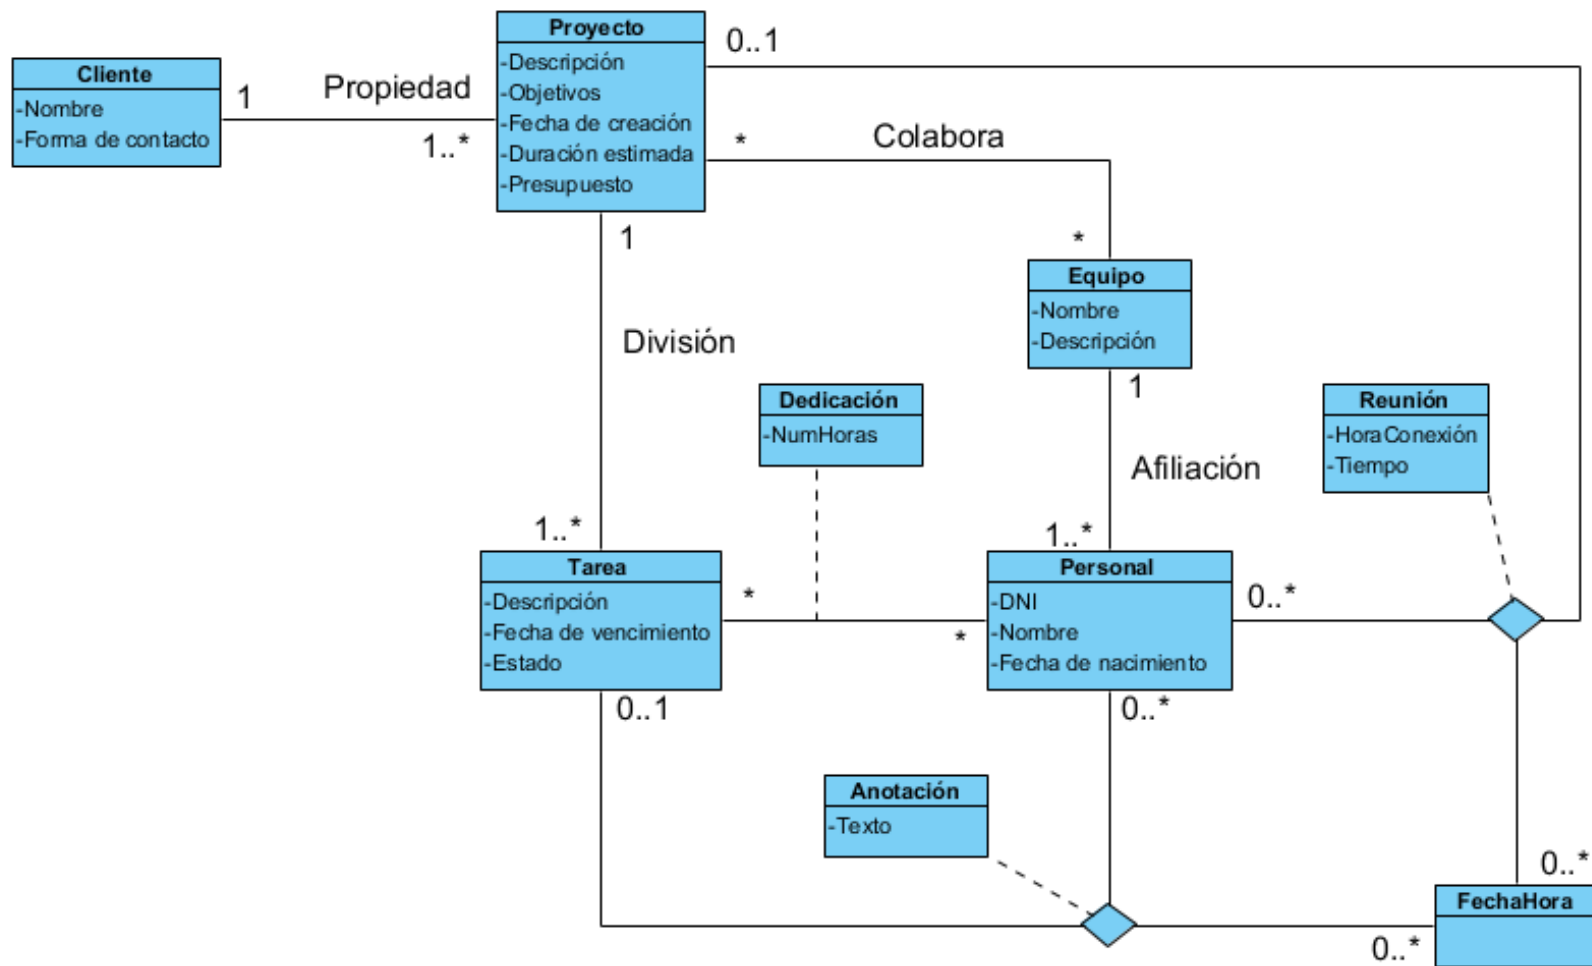 Proyecto
-Descripción
-Objetivos
-Fecha de creación
-Duración estimada
-Presupuesto
0..1
Cliente
-Nombre
-Forma de contacto
1
Propiedad
1..*
*
Colabora
*
1
Equipo
-Nombre
-Descripción
1
División
Dedicación
-NumHoras
Reunión
-HoraConexión
-Tiempo
Afiliación
1..*
1..*
Tarea
-Descripción
-Fecha de vencimiento
-Estado
*
*
Personal
-DNI
-Nombre
-Fecha de nacimiento
0..*
0..1
0..*
Anotación
-Texto
0..*
FechaHora
0..*